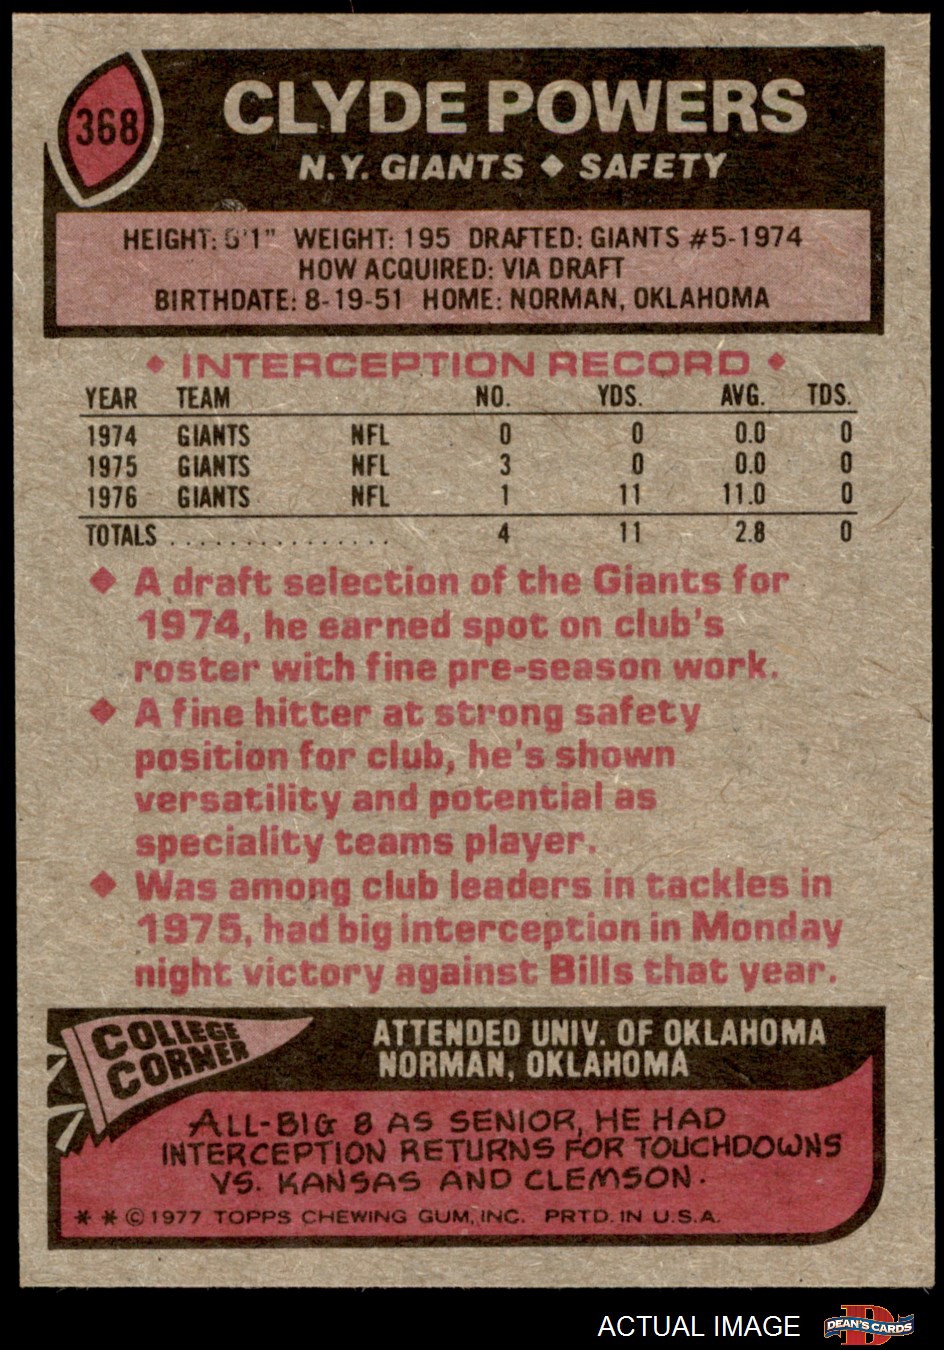 368
CLYDE POWERS
N.Y. GIANTS ◆ SAFETY
HEIGHT: 6'1" WEIGHT: 195 DRAFTED: GIANTS #5-1974
HOW ACQUIRED: VIA DRAFT
BIRTHDATE: 8-19-51 HOME: NORMAN, OKLAHOMA
◆ INTERCEPTION RECORD ◆
YEAR TEAM NO. YDS. AVG. TDS.
1974 GIANTS NFL 0 0 0.0 0
1975 GIANTS NFL 3 0 0.0 0
1976 GIANTS NFL 1 11 11.0 0
TOTALS . . . . . . . . . . . . . . . 4 11 2.8 0
◆ A draft selection of the Giants for
1974, he earned spot on club's
roster with fine pre-season work.
◆ A fine hitter at strong safety
position for club, he's shown
versatility and potential as
speciality teams player.
◆ Was among club leaders in tackles in
1975, had big interception in Monday
night victory against Bills that year.
COLLEGE
CORNER
ATTENDED UNIV. OF OKLAHOMA
NORMAN, OKLAHOMA
ALL-BIG 8 AS SENIOR, HE HAD
INTERCEPTION RETURNS FOR TOUCHDOWNS
VS. KANSAS AND CLEMSON.
* * © 1977 TOPPS CHEWING GUM, INC. PRTD. IN U.S.A.
ACTUAL IMAGE
D
DEAN'S CARDS